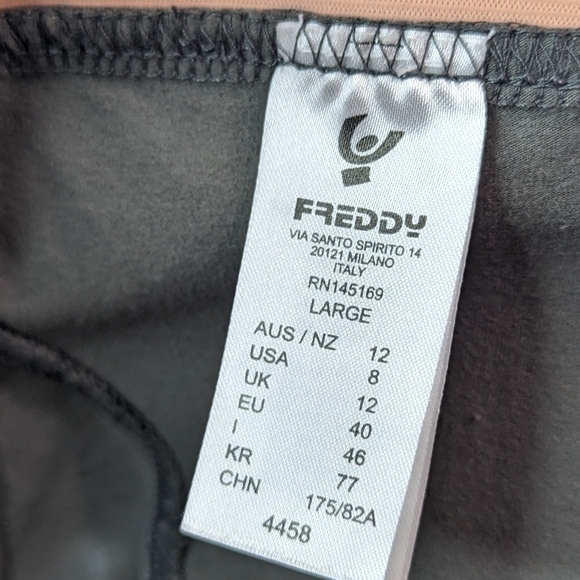 FREDDY
VIA SANTO SPIRITO 14
20121 MILANO
ITALY
RN145169
LARGE
AUS / NZ 12
USA 8
UK 12
EU 40
I 46
KR 77
CHN 175/82A
4458